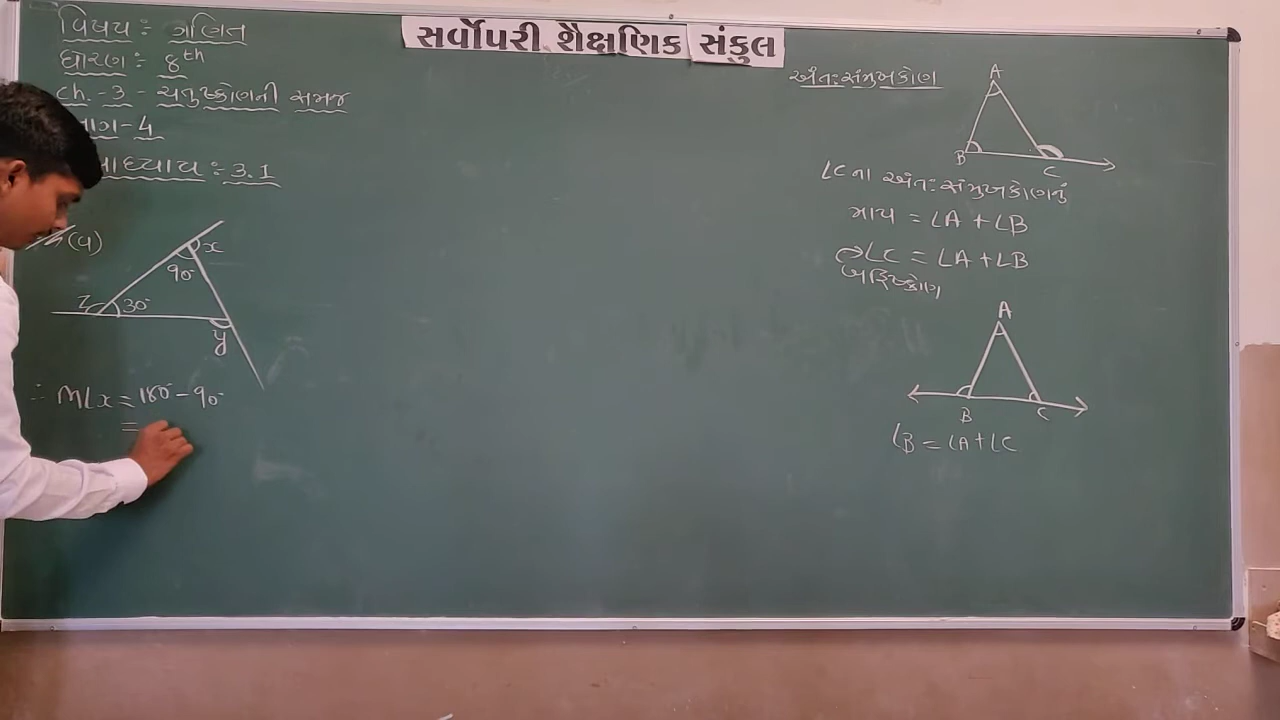 સર્વોપરી શૈક્ષણિક સંકુલ
વિષય : ગણિત
ધોરણ : 8th
ch. - 3 - ચતુષ્કોણની સમજ
ભાગ - 4
સ્વાધ્યાય : 3.1
(વ)
x
90°
z 30°
y
∴ m∠x = 180° - 90°
=
અંતઃસંમુખકોણ
A
B
C
∠C ના અંતઃસંમુખકોણનું
માપ = ∠A + ∠B
∠C = ∠A + ∠B
બહિષ્કોણ
A
B C
∠B = ∠A + ∠C